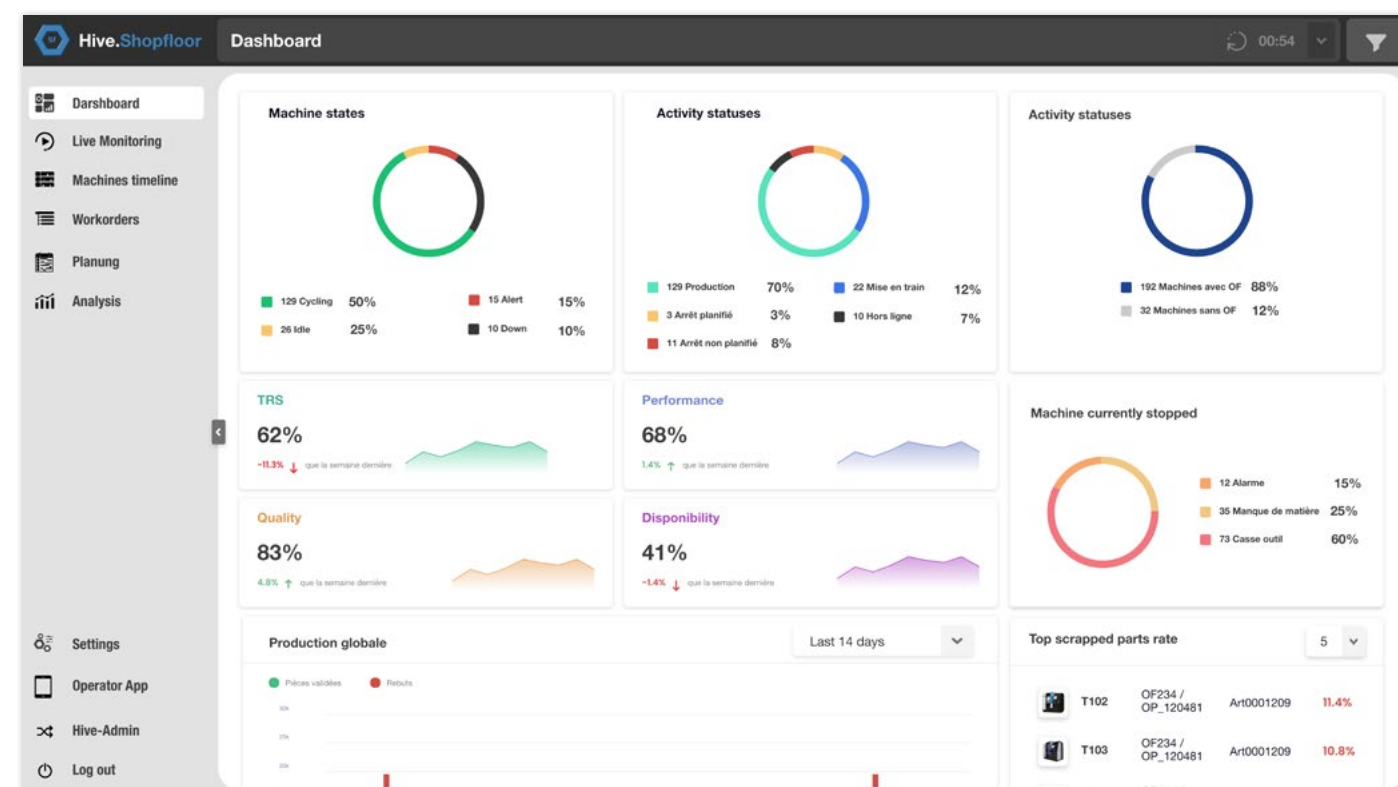 SF
Hive.Shopfloor
Dashboard
00:54
Darshboard
Live Monitoring
Machines timeline
Workorders
Planung
Analysis
Settings
Operator App
Hive-Admin
Log out
Machine states
129 Cycling 50%
15 Alert 15%
26 Idle 25%
10 Down 10%
Activity statuses
129 Production 70%
22 Mise en train 12%
3 Arrêt planifié 3%
10 Hors ligne 7%
11 Arrêt non planifié 8%
Activity statuses
192 Machines avec OF 88%
32 Machines sans OF 12%
TRS
62%
-11.3% ↓ que la semaine dernière
Performance
68%
1.4% ↑ que la semaine dernière
Quality
83%
4.8% ↑ que la semaine dernière
Disponibility
41%
-1.4% ↓ que la semaine dernière
Machine currently stopped
12 Alarme 15%
35 Manque de matière 25%
73 Casse outil 60%
Production globale
Last 14 days
Pièces validées
Rebuts
30k
25k
20k
Top scrapped parts rate
5
T102
OF234 /
OP_120481
Art0001209
11.4%
T103
OF234 /
OP_120481
Art0001209
10.8%